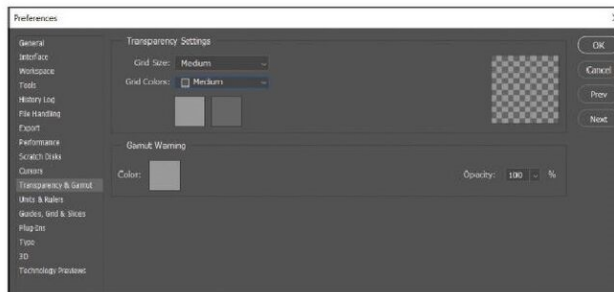 Preferences
General
Interface
Workspace
Tools
History Log
File Handling
Export
Performance
Scratch Disks
Cursors
Transparency & Gamut
Units & Rulers
Guides, Grid & Slices
Plug-Ins
Type
3D
Technology Previews
Transparency Settings
Grid Size: Medium
Grid Colors: Medium
Gamut Warning
Color:
Opacity: 100 %
OK
Cancel
Prev
Next